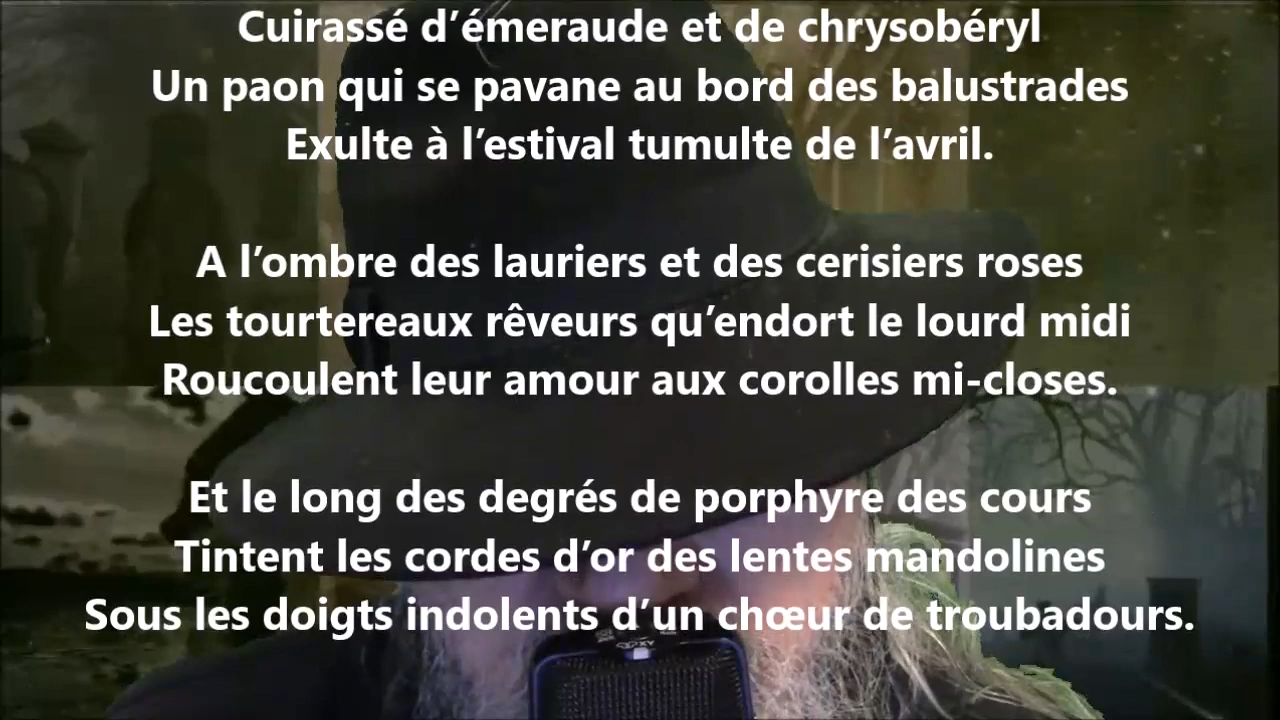 Cuirassé d’émeraude et de chrysobéryl
Un paon qui se pavane au bord des balustrades
Exulte à l’estival tumulte de l’avril.
A l’ombre des lauriers et des cerisiers roses
Les tourtereaux rêveurs qu’endort le lourd midi
Roucoulent leur amour aux corolles mi-closes.
Et le long des degrés de porphyre des cours
Tintent les cordes d’or des lentes mandolines
Sous les doigts indolents d’un chœur de troubadours.
XY